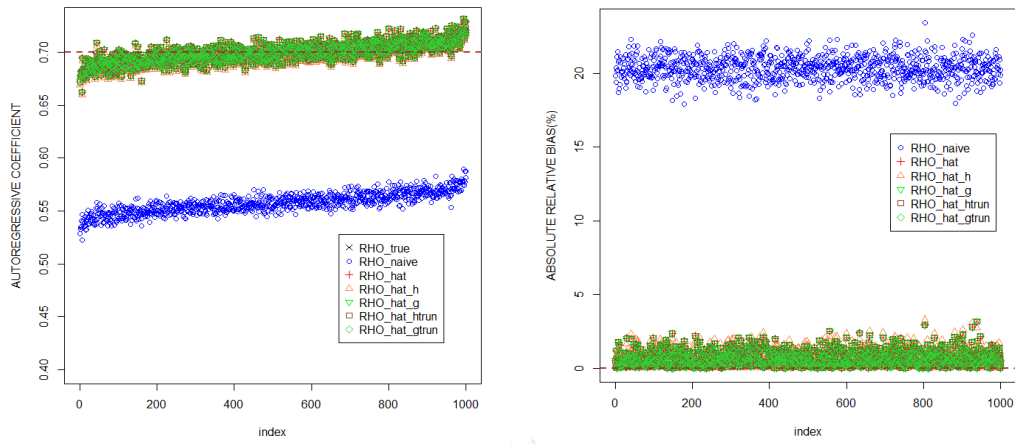 AUTOREGRESSIVE COEFFICIENT
0.70
0.65
0.60
0.55
0.50
0.45
0.40
0
200
400
600
800
1000
index
RHO_true
RHO_naive
RHO_hat
RHO_hat_h
RHO_hat_g
RHO_hat_htrun
RHO_hat_gtrun
ABSOLUTE RELATIVE BIAS(%)
20
15
10
5
0
0
200
400
600
800
1000
index
RHO_naive
RHO_hat
RHO_hat_h
RHO_hat_g
RHO_hat_htrun
RHO_hat_gtrun